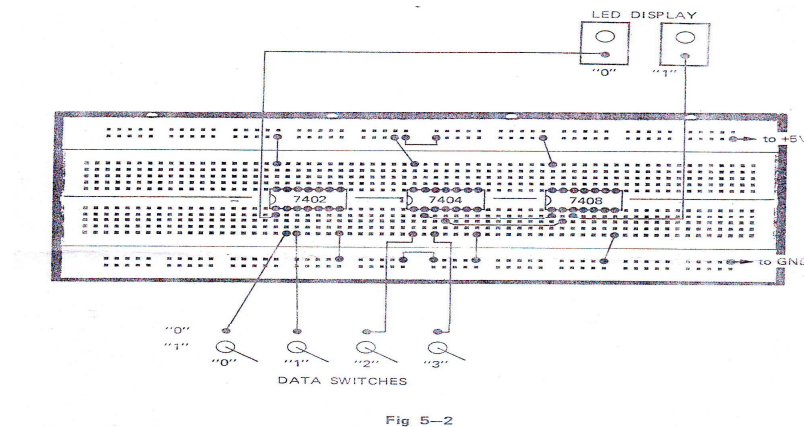 LED DISPLAY
"0" "1"
to +5V
7402 7404 7408
to GND
"0"
"1"
"0" "1" "2" "3"
DATA SWITCHES
Fig 5—2